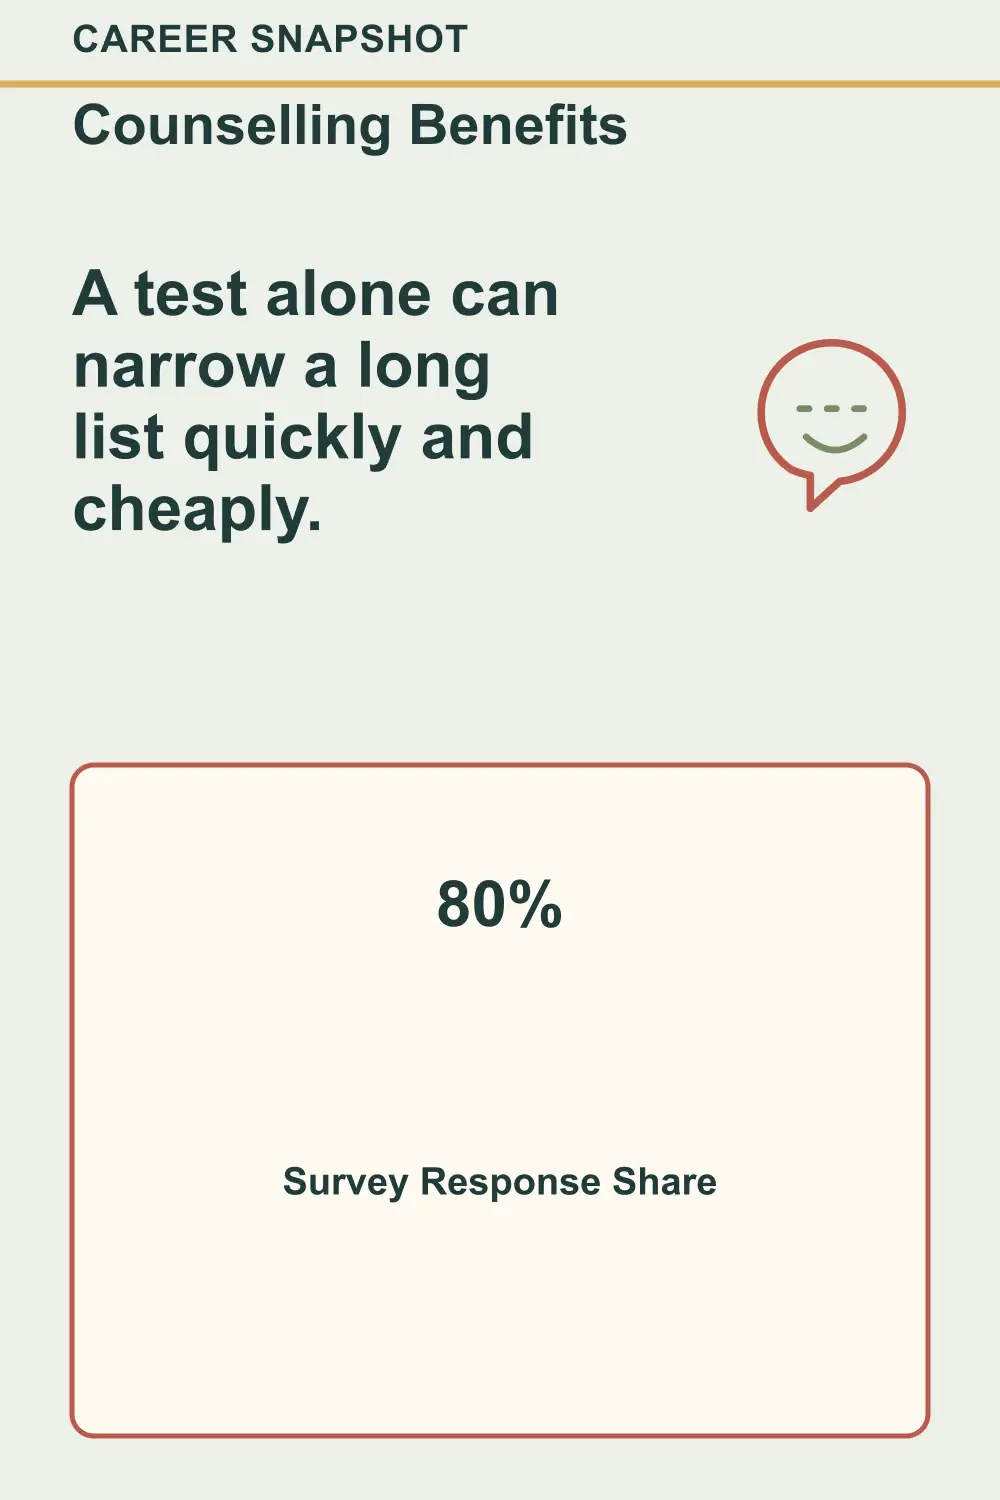 CAREER SNAPSHOT
Counselling Benefits
A test alone can
narrow a long
list quickly and
cheaply.
80%
Survey Response Share